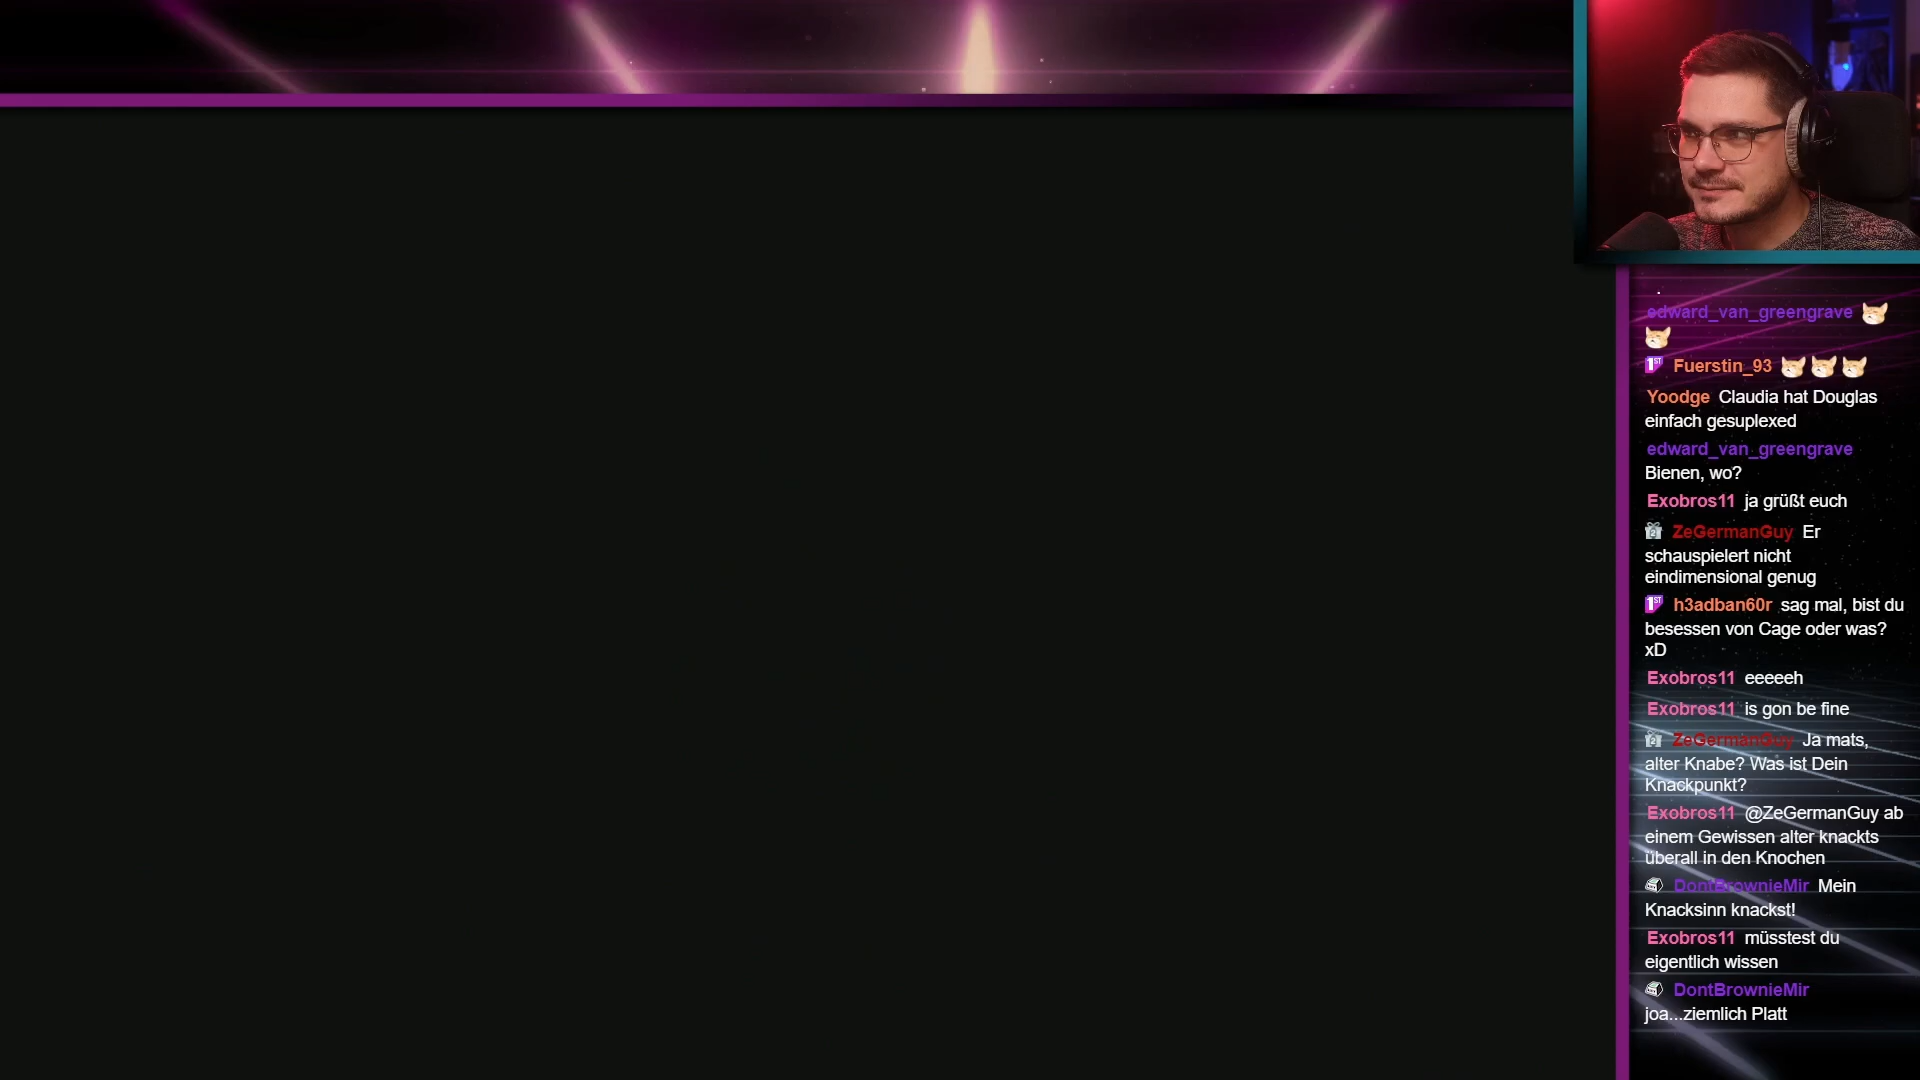 edward_van_greengrave
Fuerstin_93
Yoodge Claudia hat Douglas
einfach gesuplexed
edward_van_greengrave
Bienen, wo?
Exobros11 ja grüßt euch
ZeGermanGuy Er
schauspielert nicht
eindimensional genug
h3adban60r sag mal, bist du
besessen von Cage oder was?
xD
Exobros11 eeeeeh
Exobros11 is gon be fine
ZeGermanGuy Ja mats,
alter Knabe? Was ist Dein
Knackpunkt?
Exobros11 @ZeGermanGuy ab
einem Gewissen alter knackts
überall in den Knochen
DontBrownieMir Mein
Knacksinn knackst!
Exobros11 müsstest du
eigentlich wissen
DontBrownieMir
joa...ziemlich Platt